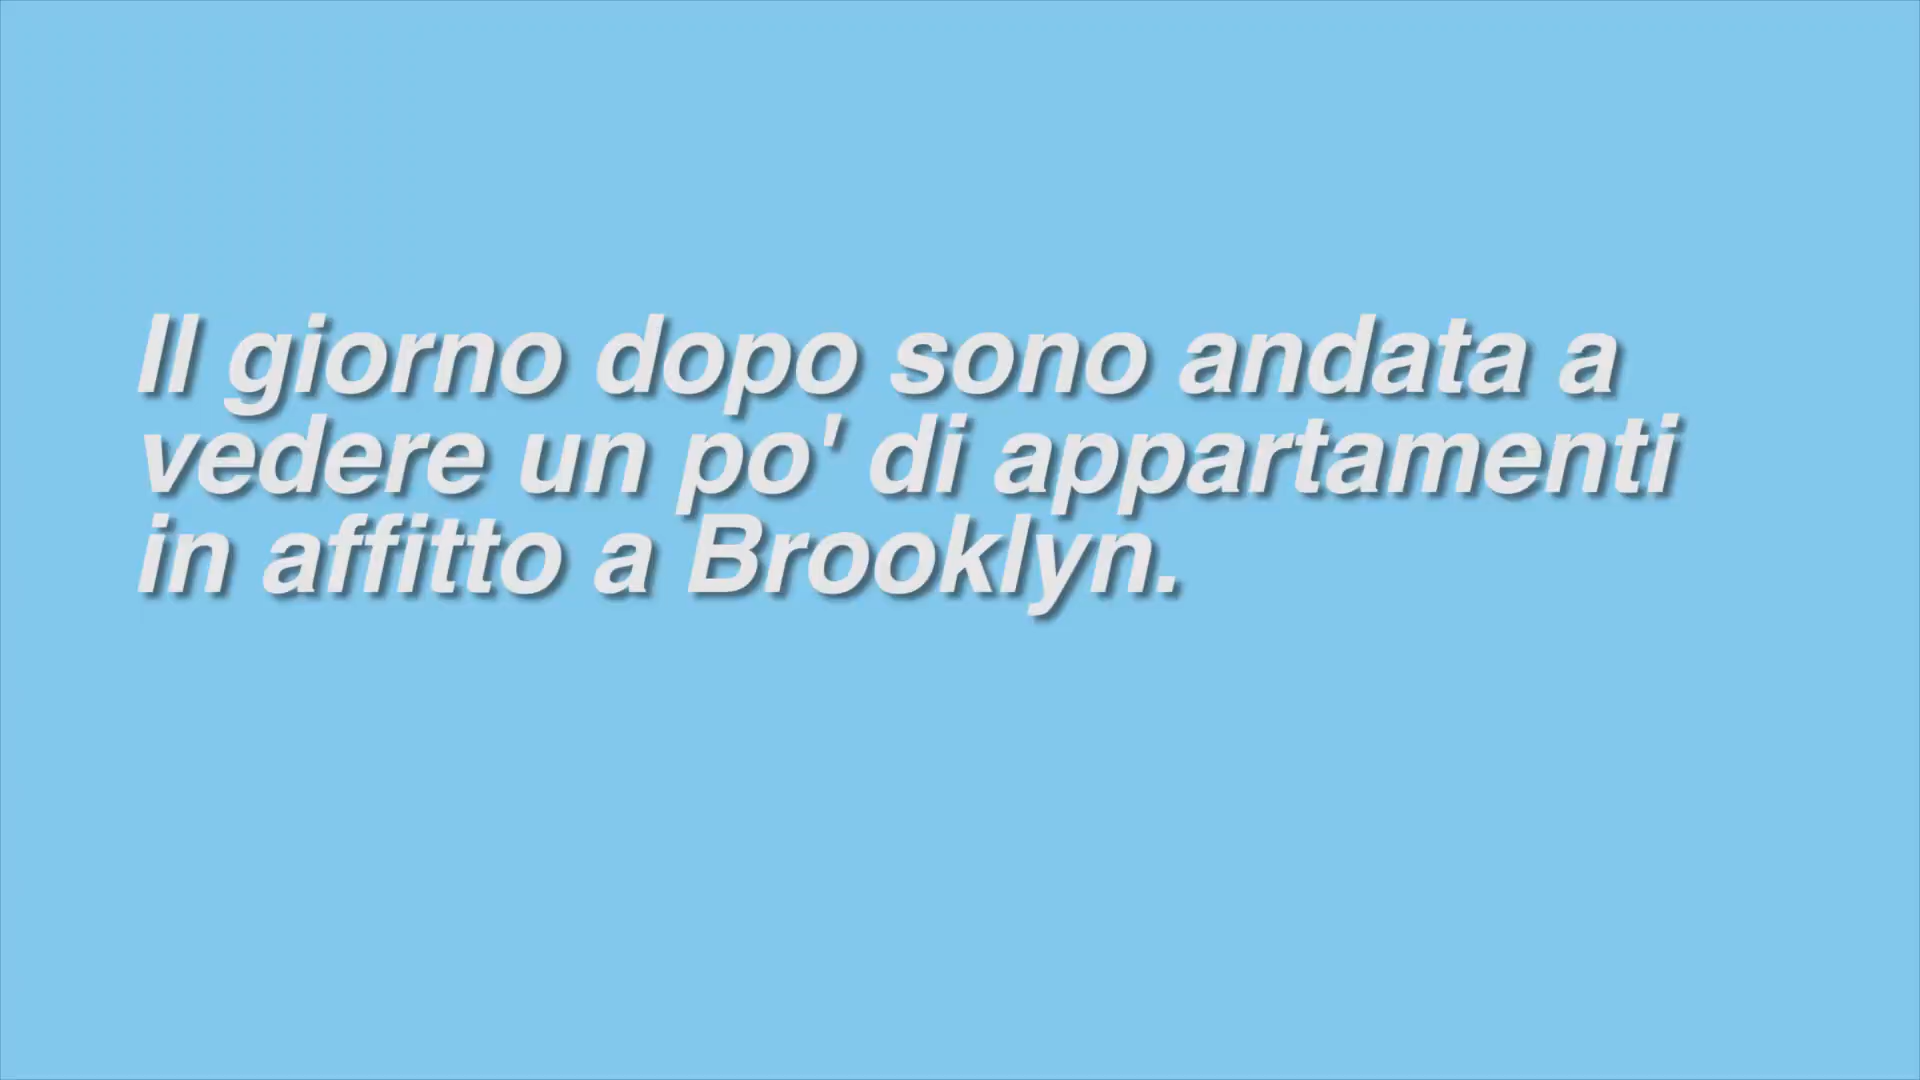 Il giorno dopo sono andata a
vedere un po' di appartamenti
in affitto a Brooklyn.